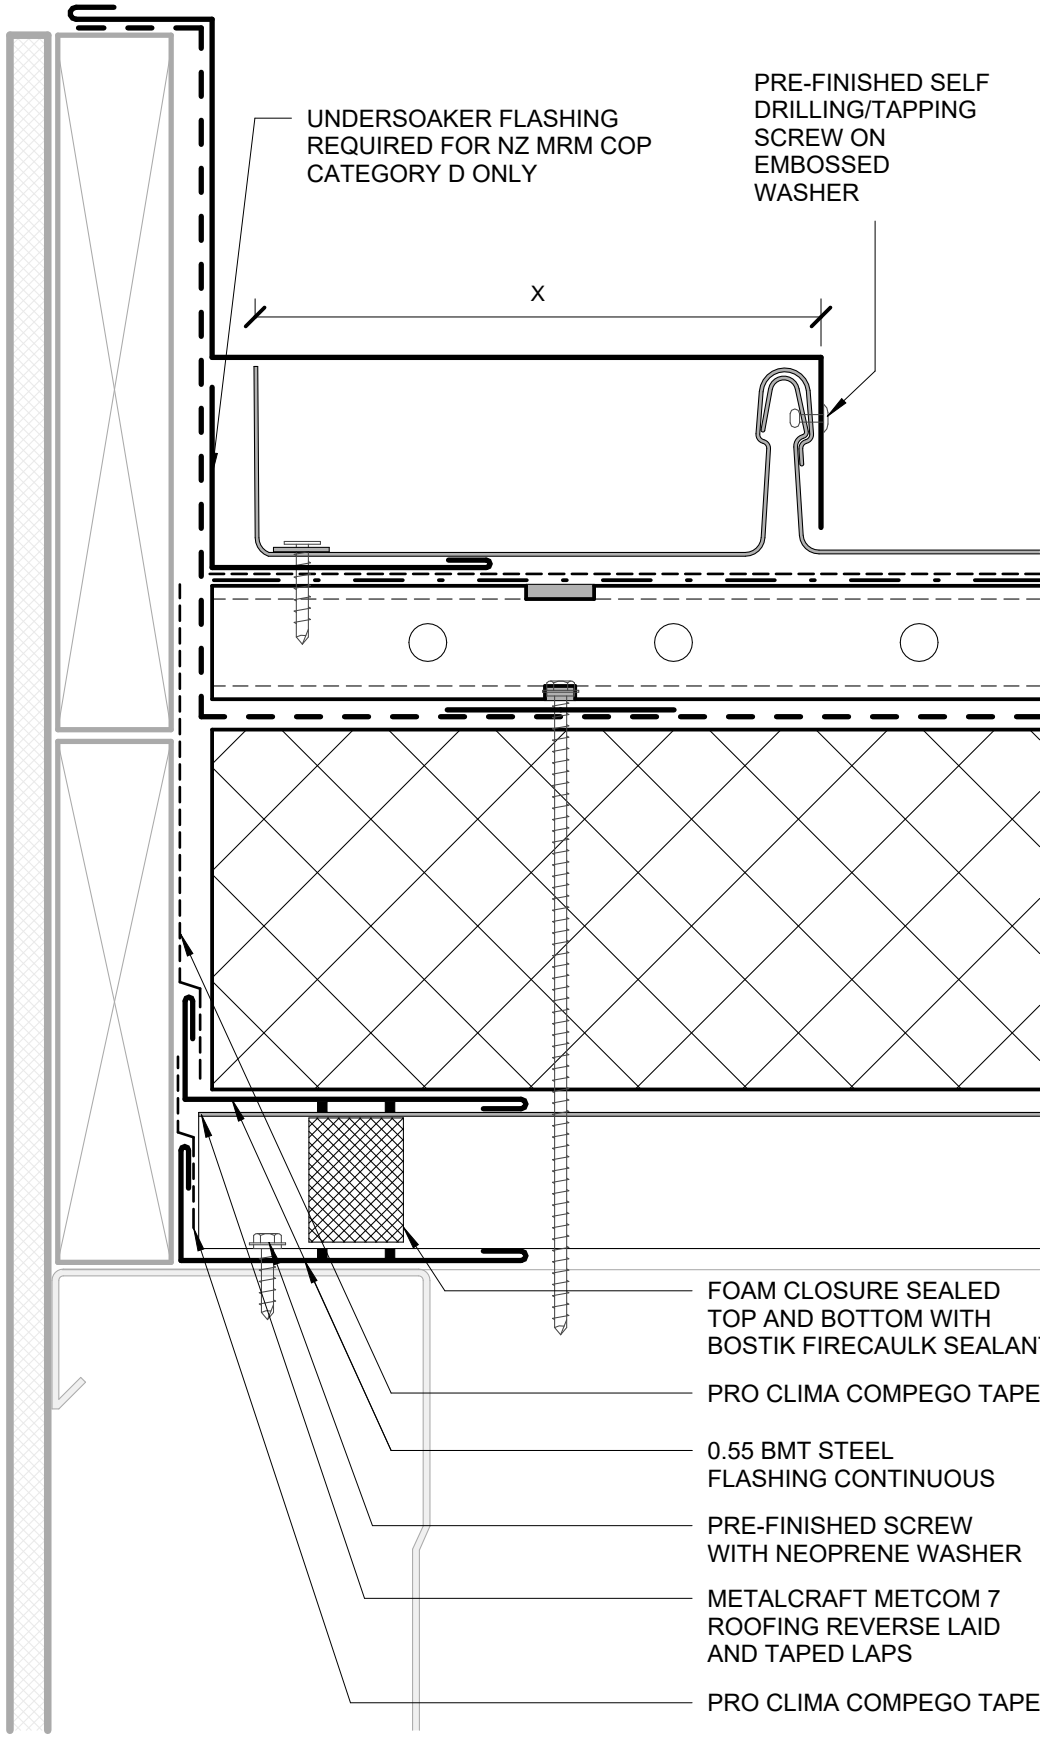 UNDERSOAKER FLASHING
REQUIRED FOR NZ MRM COP
CATEGORY D ONLY
PRE-FINISHED SELF
DRILLING/TAPPING
SCREW ON
EMBOSSED
WASHER
X
FOAM CLOSURE SEALED
TOP AND BOTTOM WITH
BOSTIK FIRECAULK SEALANT
PRO CLIMA COMPEGO TAPE
0.55 BMT STEEL
FLASHING CONTINUOUS
PRE-FINISHED SCREW
WITH NEOPRENE WASHER
METALCRAFT METCOM 7
ROOFING REVERSE LAID
AND TAPED LAPS
PRO CLIMA COMPEGO TAPE